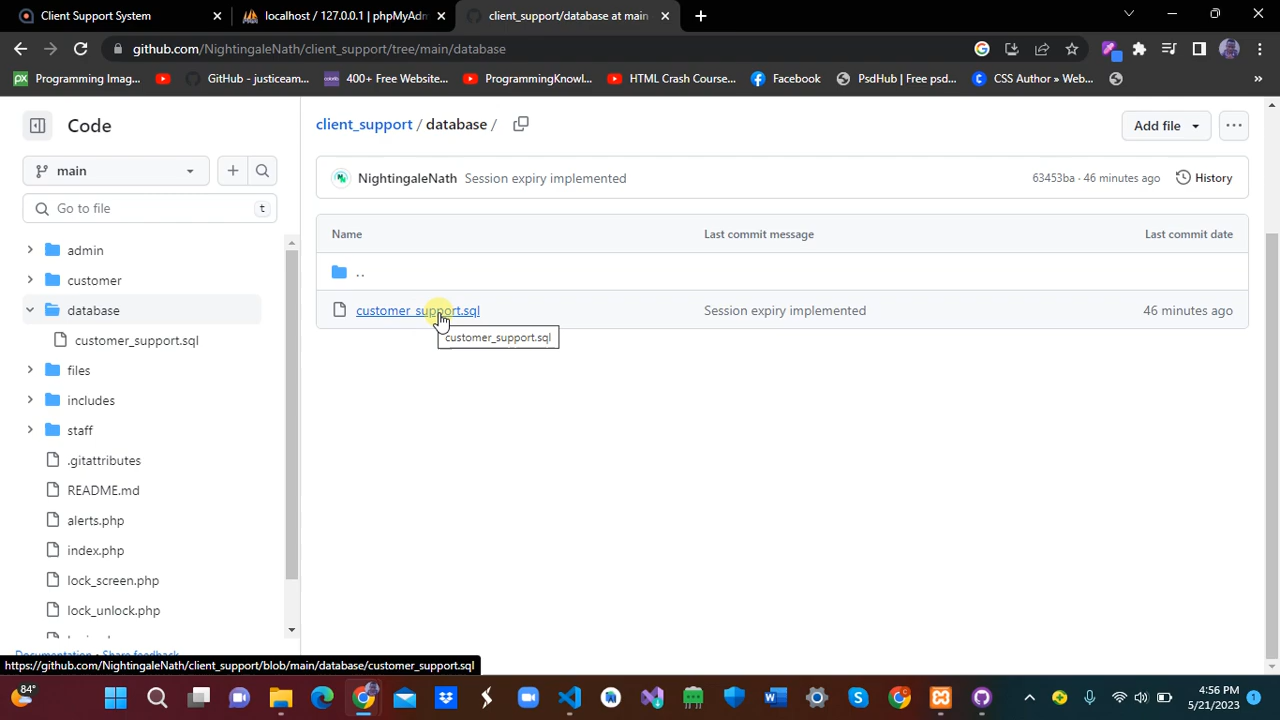 Client Support System
localhost / 127.0.0.1 | phpMyAdm
client_support/database at main
github.com/NightingaleNath/client_support/tree/main/database
Programming Imag...
GitHub - justiceam...
400+ Free Website...
ProgrammingKnowl...
HTML Crash Course...
Facebook
PsdHub | Free psd...
CSS Author » Web...
Code
client_support / database /
Add file
main
NightingaleNath Session expiry implemented
63453ba · 46 minutes ago
History
Go to file
t
Name
Last commit message
Last commit date
admin
..
customer
database
customer_support.sql
Session expiry implemented
46 minutes ago
customer_support.sql
customer_support.sql
files
includes
staff
.gitattributes
README.md
alerts.php
index.php
lock_screen.php
lock_unlock.php
Documentation · Share feedback
https://github.com/NightingaleNath/client_support/blob/main/database/customer_support.sql
84°
4:56 PM
5/21/2023
1